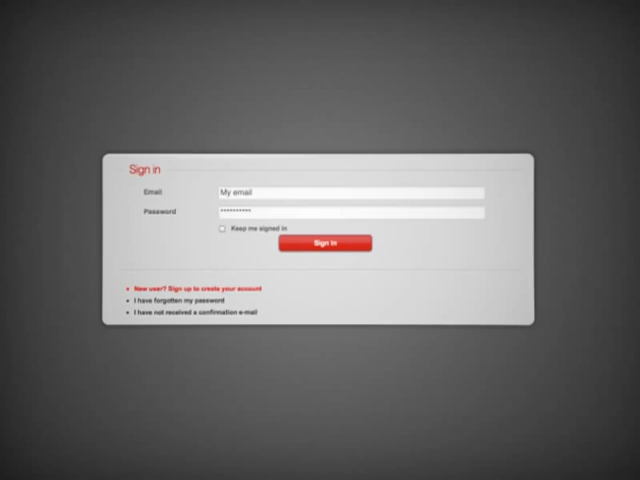 Sign in
Email My email
Password **********
Keep me signed in
Sign In
New user? Sign up to create your account
I have forgotten my password
I have not received a confirmation e-mail